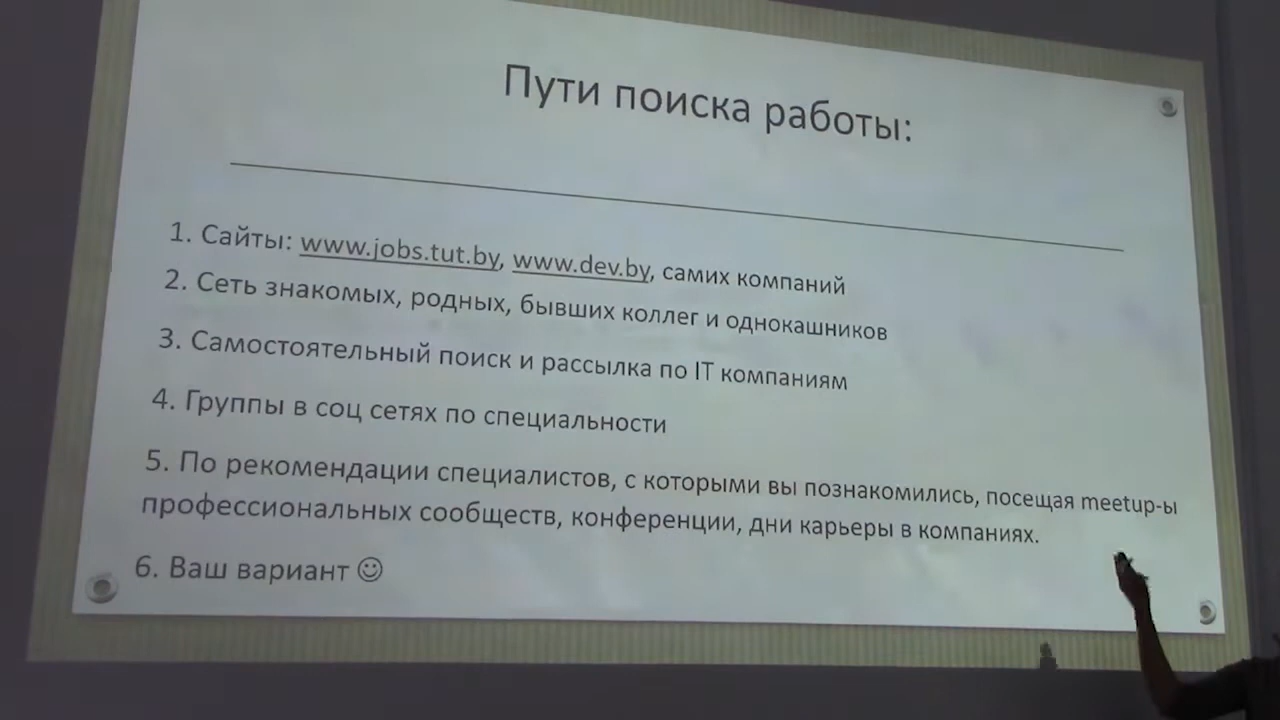 Пути поиска работы:
1. Сайты: www.jobs.tut.by, www.dev.by, самих компаний
2. Сеть знакомых, родных, бывших коллег и однокашников
3. Самостоятельный поиск и рассылка по IT компаниям
4. Группы в соц сетях по специальности
5. По рекомендации специалистов, с которыми вы познакомились, посещая meetup-ы
профессиональных сообществ, конференции, дни карьеры в компаниях.
6. Ваш вариант ☺